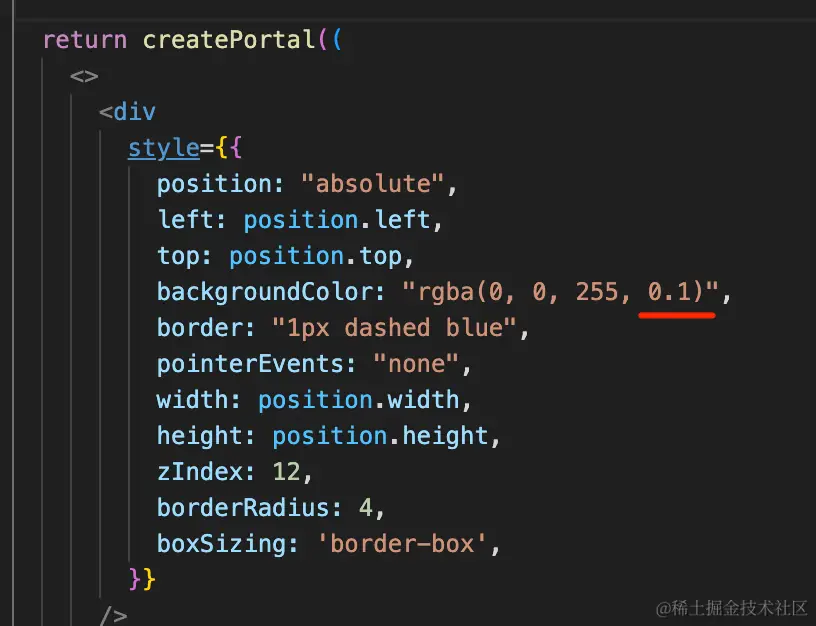 return createPortal((
<>
<div
style={{
position: "absolute",
left: position.left,
top: position.top,
backgroundColor: "rgba(0, 0, 255, 0.1)",
border: "1px dashed blue",
pointerEvents: "none",
width: position.width,
height: position.height,
zIndex: 12,
borderRadius: 4,
boxSizing: 'border-box',
}}
/>
@稀土掘金技术社区